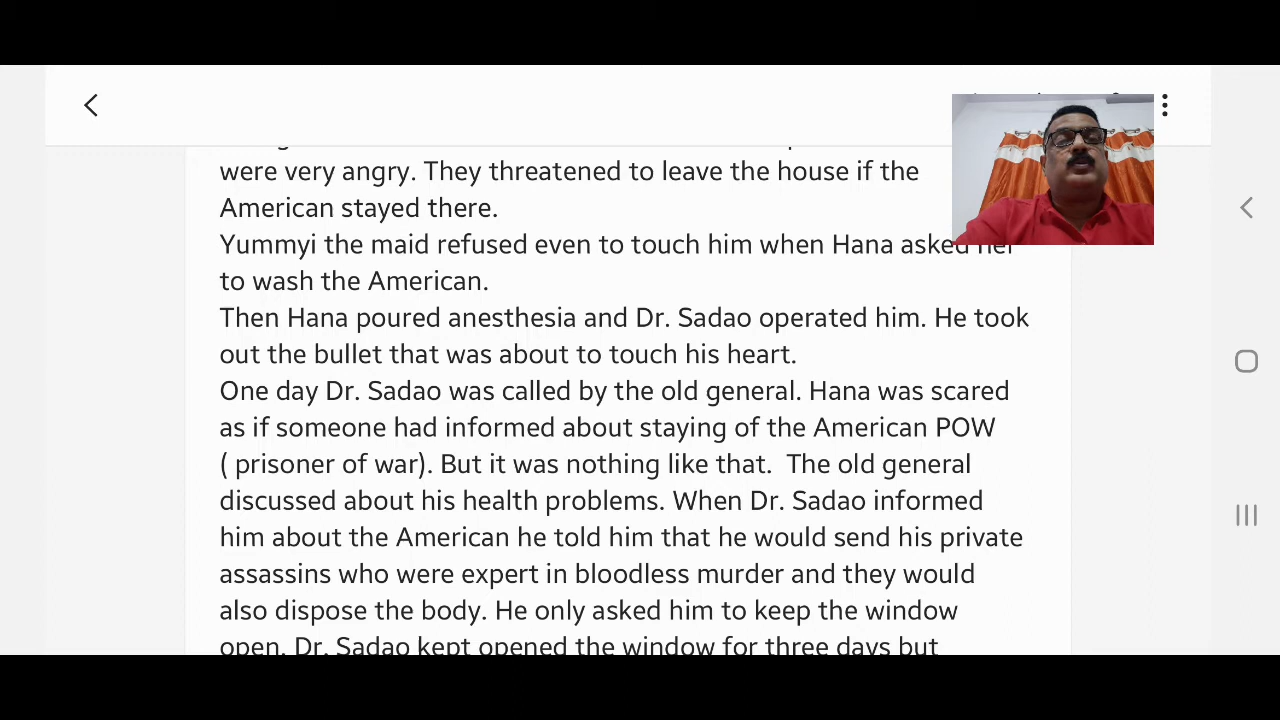 were very angry. They threatened to leave the house if the
American stayed there.
Yummyi the maid refused even to touch him when Hana asked her
to wash the American.
Then Hana poured anesthesia and Dr. Sadao operated him. He took
out the bullet that was about to touch his heart.
One day Dr. Sadao was called by the old general. Hana was scared
as if someone had informed about staying of the American POW
( prisoner of war). But it was nothing like that. The old general
discussed about his health problems. When Dr. Sadao informed
him about the American he told him that he would send his private
assassins who were expert in bloodless murder and they would
also dispose the body. He only asked him to keep the window
open. Dr. Sadao kept opened the window for three days but